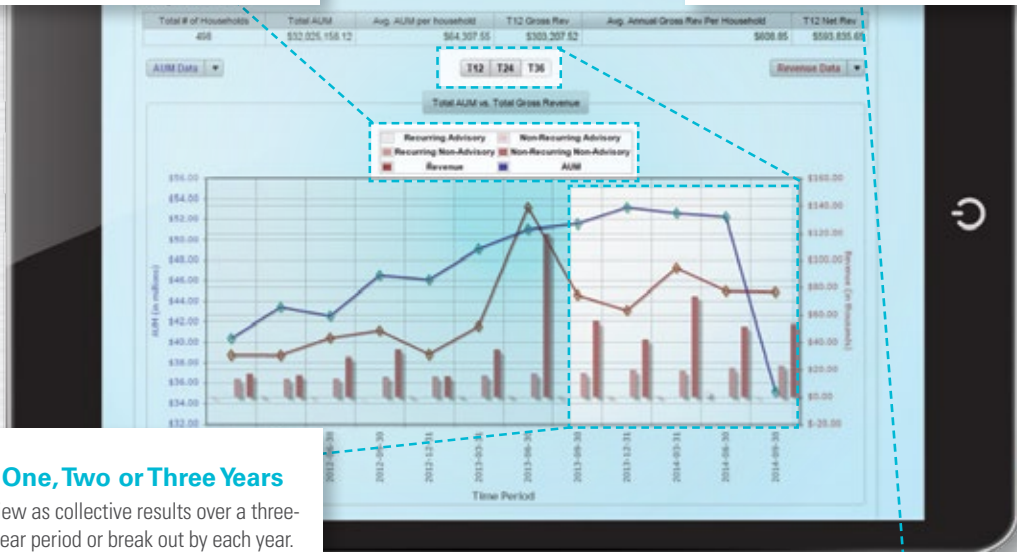 Total # of Households Total AUM Avg. AUM per household T12 Gross Rev Avg. Annual Gross Rev Per Household T12 Net Rev
498 $32,025,158.12 $64,307.55 $303,207.52 $608.85 $593,835.65
AUM Data
T12 T24 T36
Revenue Data
Total AUM vs. Total Gross Revenue
Recurring Advisory Non-Recurring Advisory
Recurring Non-Advisory Non-Recurring Non-Advisory
Revenue AUM
$56.00 $160.00
$54.00 $140.00
$52.00 $120.00
$50.00 $100.00
$48.00 $80.00
$46.00 $60.00
$44.00 $40.00
$42.00 $20.00
$40.00 $0.00
$38.00 $-20.00
$36.00
$34.00
$32.00
AUM (in millions)
Revenue (in thousands)
2012-12-31
2013-03-31
2013-06-30
2013-09-30
2013-12-31
2014-03-31
2014-06-30
2014-09-30
Time Period
One, Two or Three Years
ew as collective results over a three-
ear period or break out by each year.